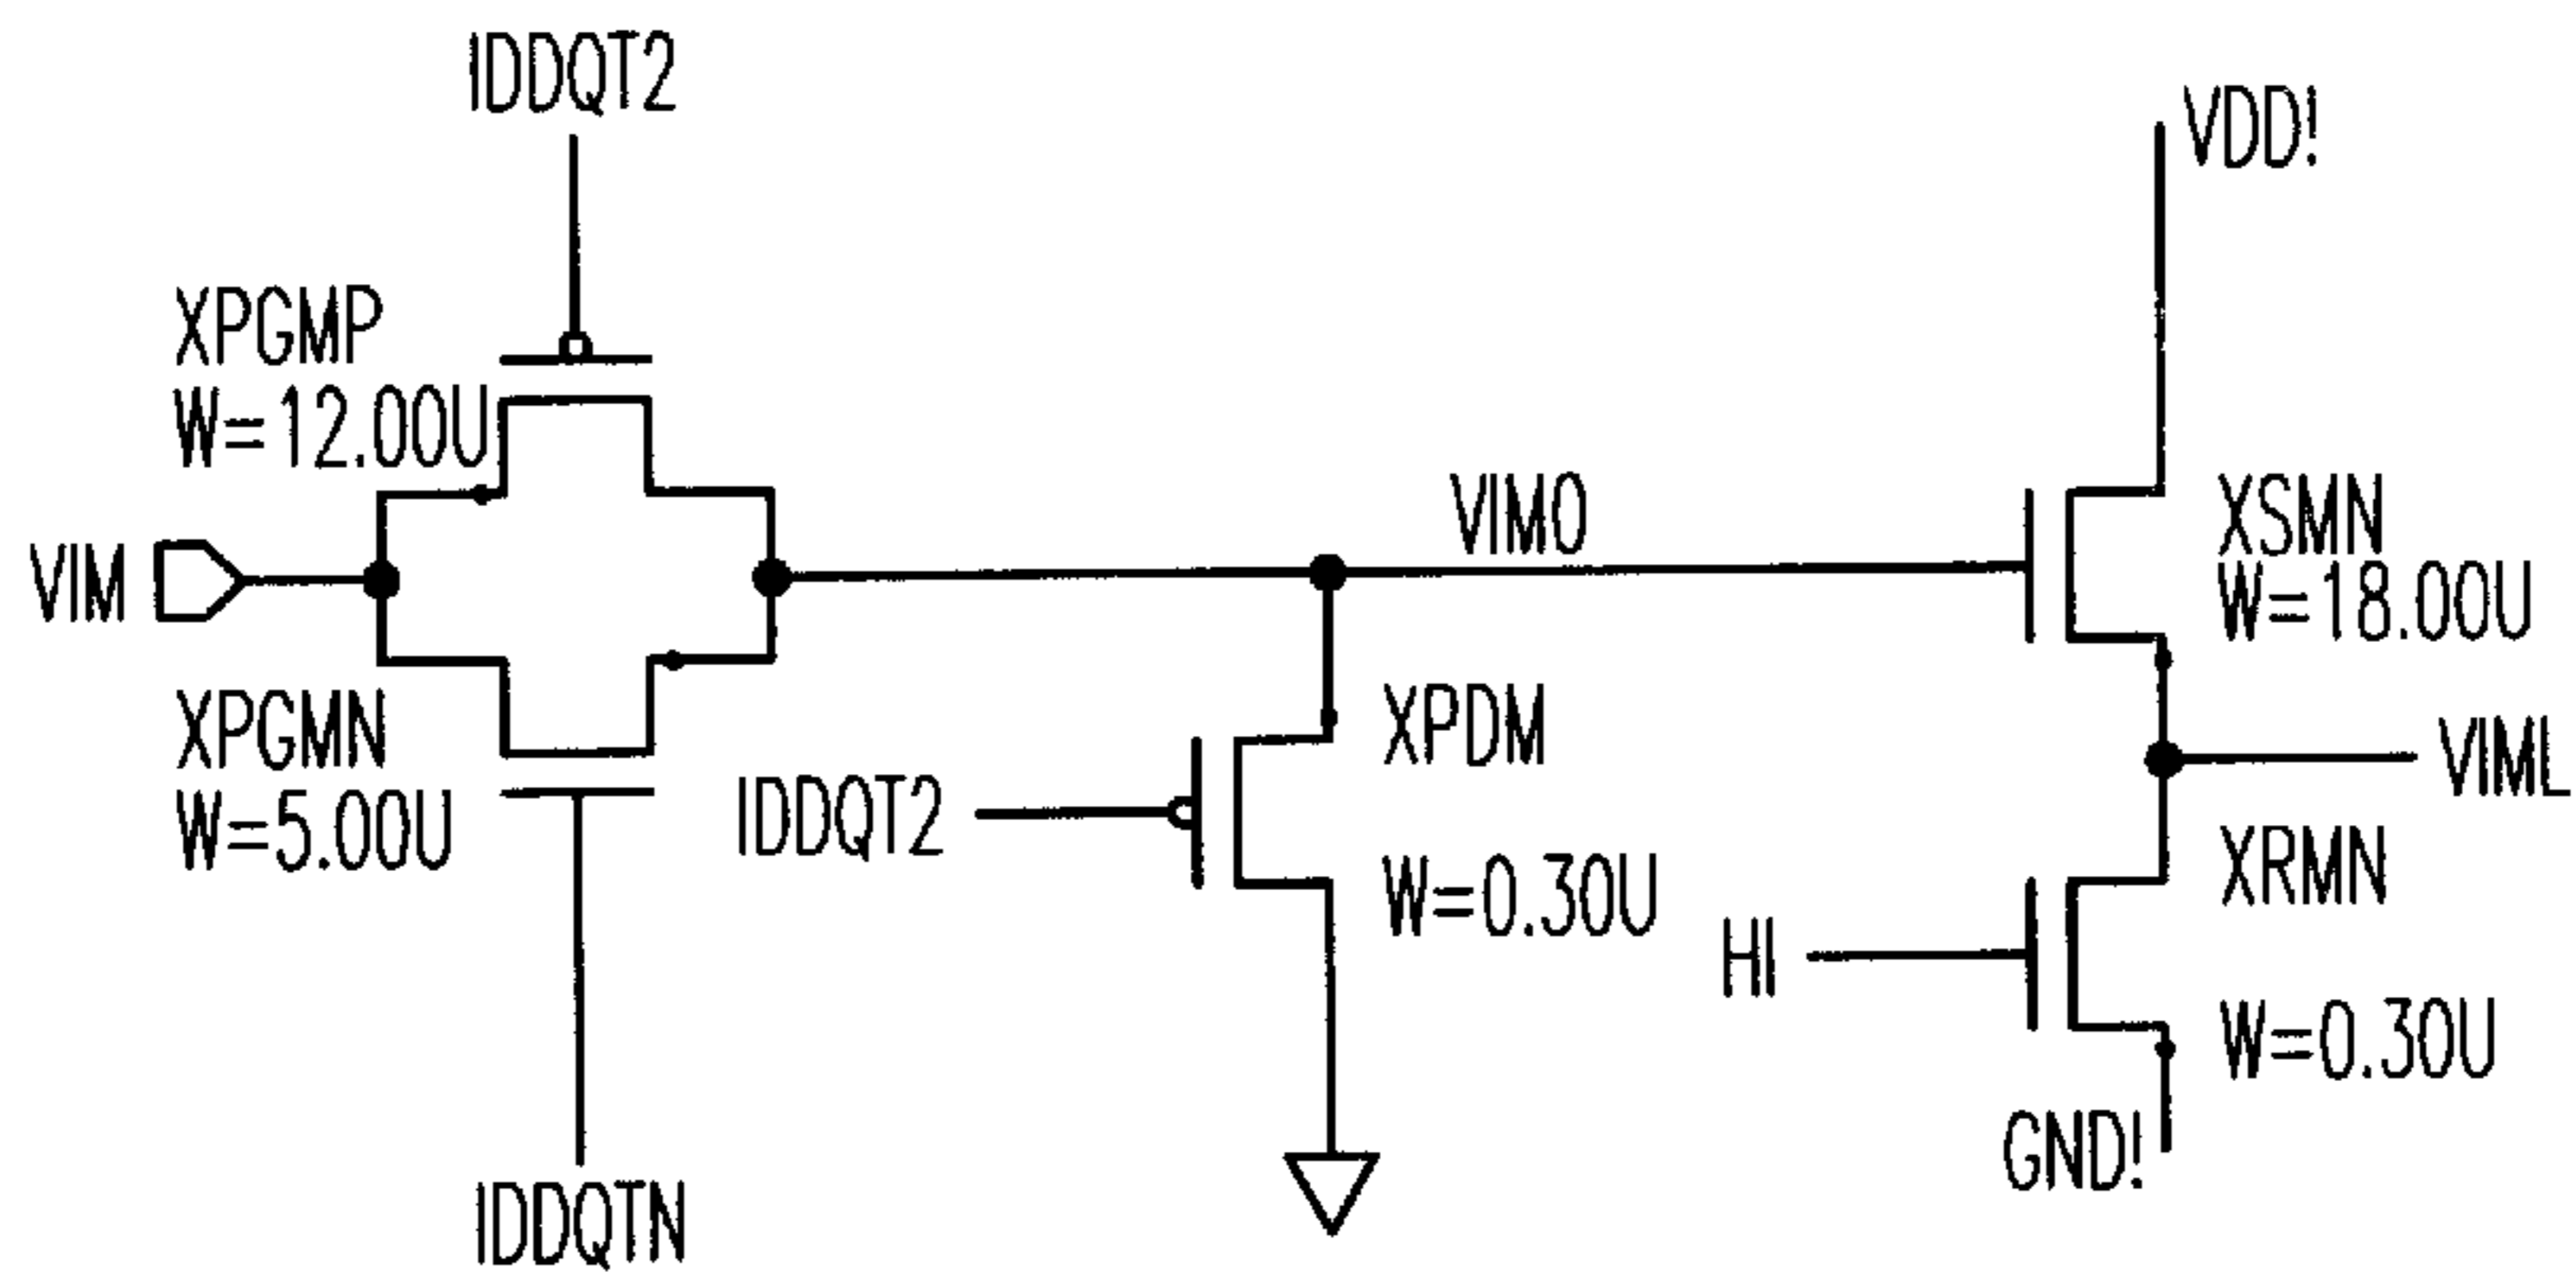 IDDQT2
VDD!
XPGMP
W=12.00U
VIM
XPGMN
W=5.00U
IDDQTN
VIMO
IDDQT2
XPDM
W=0.30U
XSMN
W=18.00U
VIML
HI
XRMN
W=0.30U
GND!